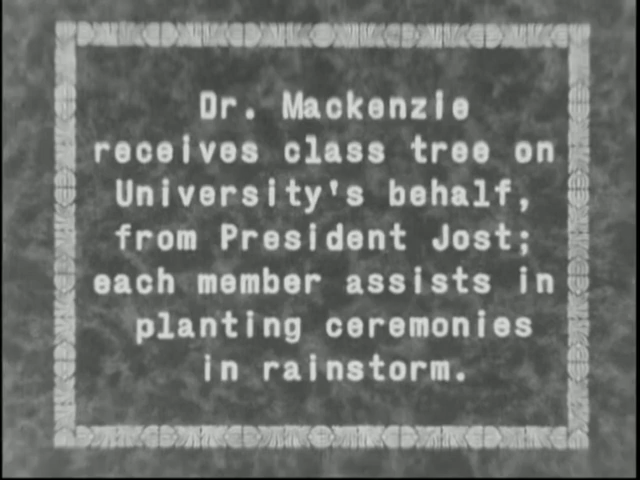 Dr. Mackenzie
receives class tree on
University's behalf,
from President Jost;
each member assists in
planting ceremonies
in rainstorm.